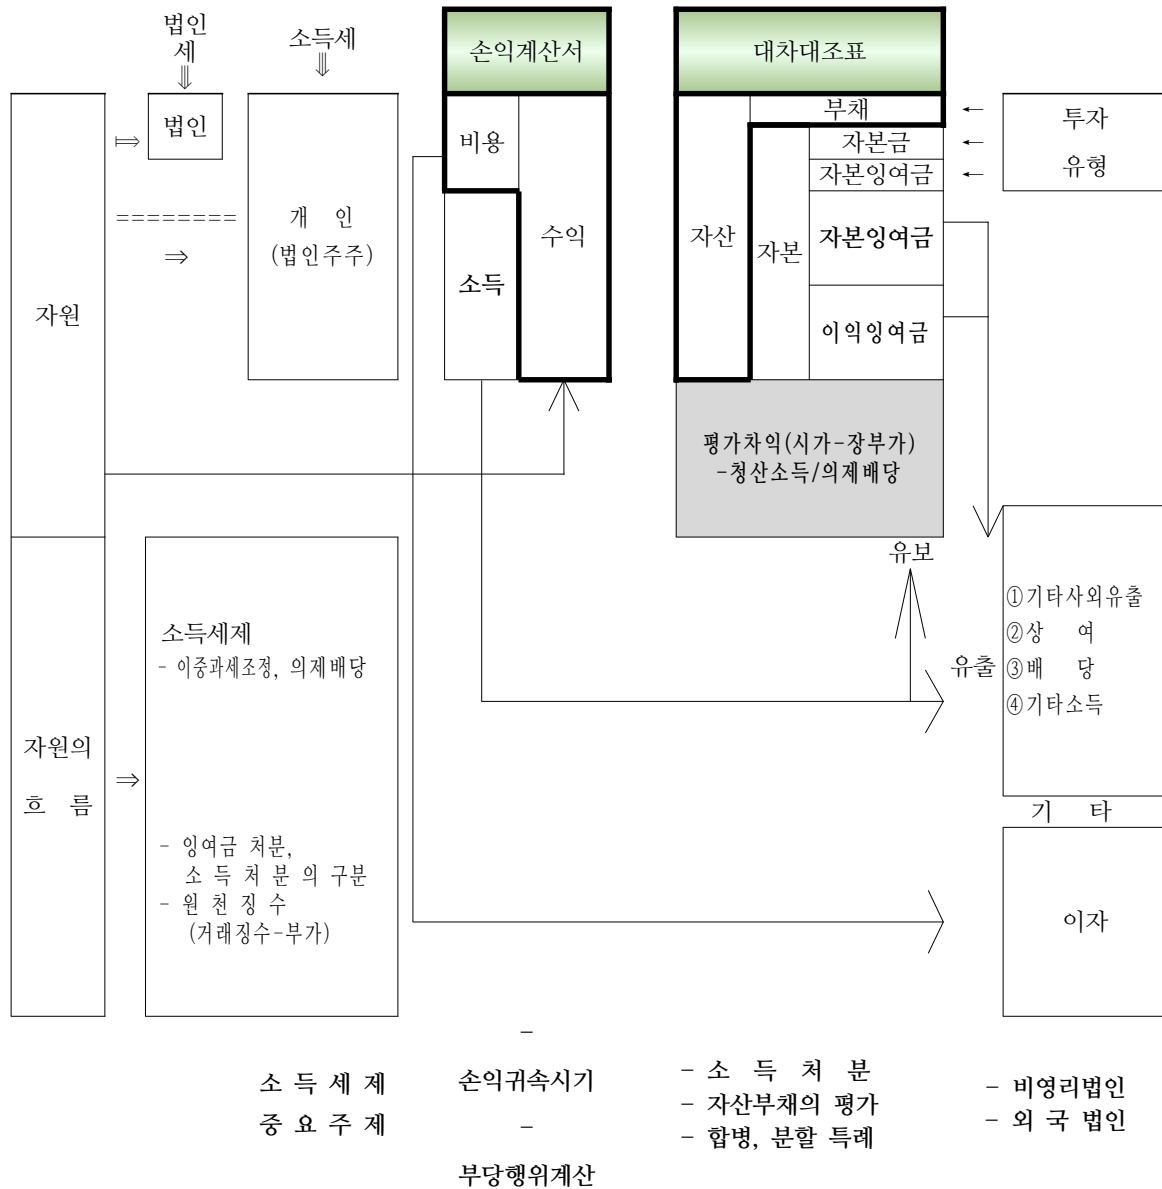 법인
세
소득세
손익계산서
대차대조표
법인
개 인
(법인주주)
비용
소득
수익
자산
부채
자본
자본금
자본잉여금
자본잉여금
이익잉여금
투자
유형
========
자원
평가차익(시가-장부가)
-청산소득/의제배당
유보
유출
①기타사외유출
②상 여
③배 당
④기타소득
소득세제
- 이중과세조정, 의제배당
자원의
흐 름
- 잉여금 처분,
소 득 처 분 의 구분
- 원 천 징 수
(거래징수-부가)
기 타
이자
소 득 세 제
중 요 주 제
-
손익귀속시기
-
부당행위계산
- 소 득 처 분
- 자산부채의 평가
- 합병, 분할 특례
- 비영리법인
- 외 국 법인